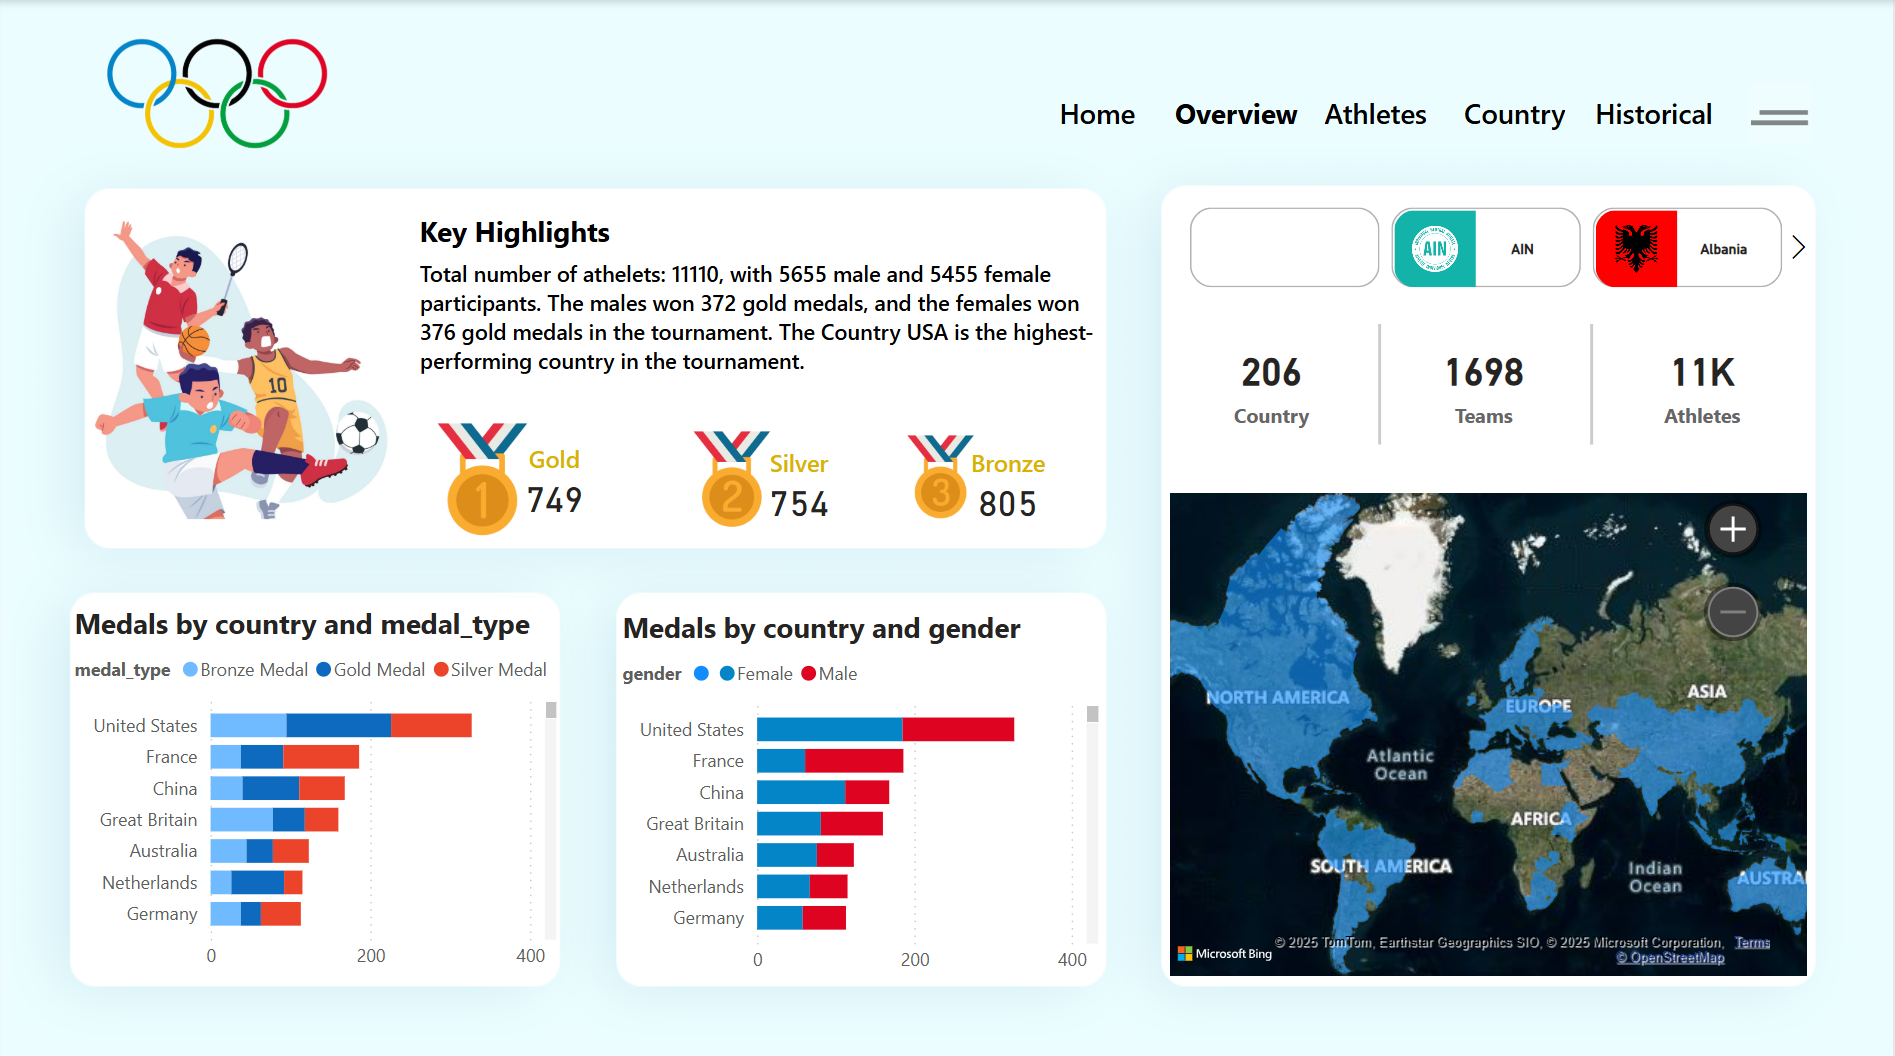 Home Overview Athletes Country Historical
Key Highlights
Total number of athelets: 11110, with 5655 male and 5455 female
participants. The males won 372 gold medals, and the females won
376 gold medals in the tournament. The Country USA is the highest-
performing country in the tournament.
10
1 Gold 749
2 Silver 754
3 Bronze 805
AIN AIN
Albania
206 1698 11K
Country Teams Athletes
Medals by country and medal_type
medal_type Bronze Medal Gold Medal Silver Medal
United States
France
China
Great Britain
Australia
Netherlands
Germany
0 200 400
Medals by country and gender
gender Female Male
United States
France
China
Great Britain
Australia
Netherlands
Germany
0 200 400
NORTH AMERICA
EUROPE
ASIA
Atlantic
Ocean
AFRICA
SOUTH AMERICA
Indian
Ocean
AUSTRA
© 2025 TomTom, Earthstar Geographics SIO, © 2025 Microsoft Corporation, Terms
Microsoft Bing
© OpenStreetMap